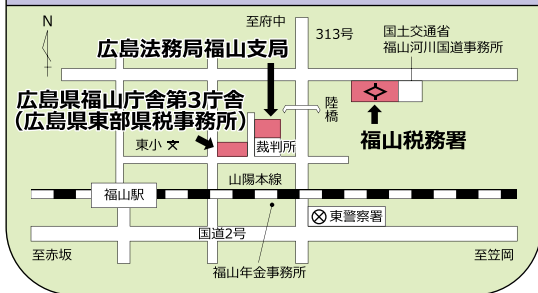 N
至府中
313号
国土交通省
福山河川国道事務所
広島法務局福山支局
広島県福山庁舎第3庁舎
（広島県東部県税事務所）
陸橋
福山税務署
東小
裁判所
山陽本線
福山駅
東警察署
国道2号
至赤坂
至笠岡
福山年金事務所